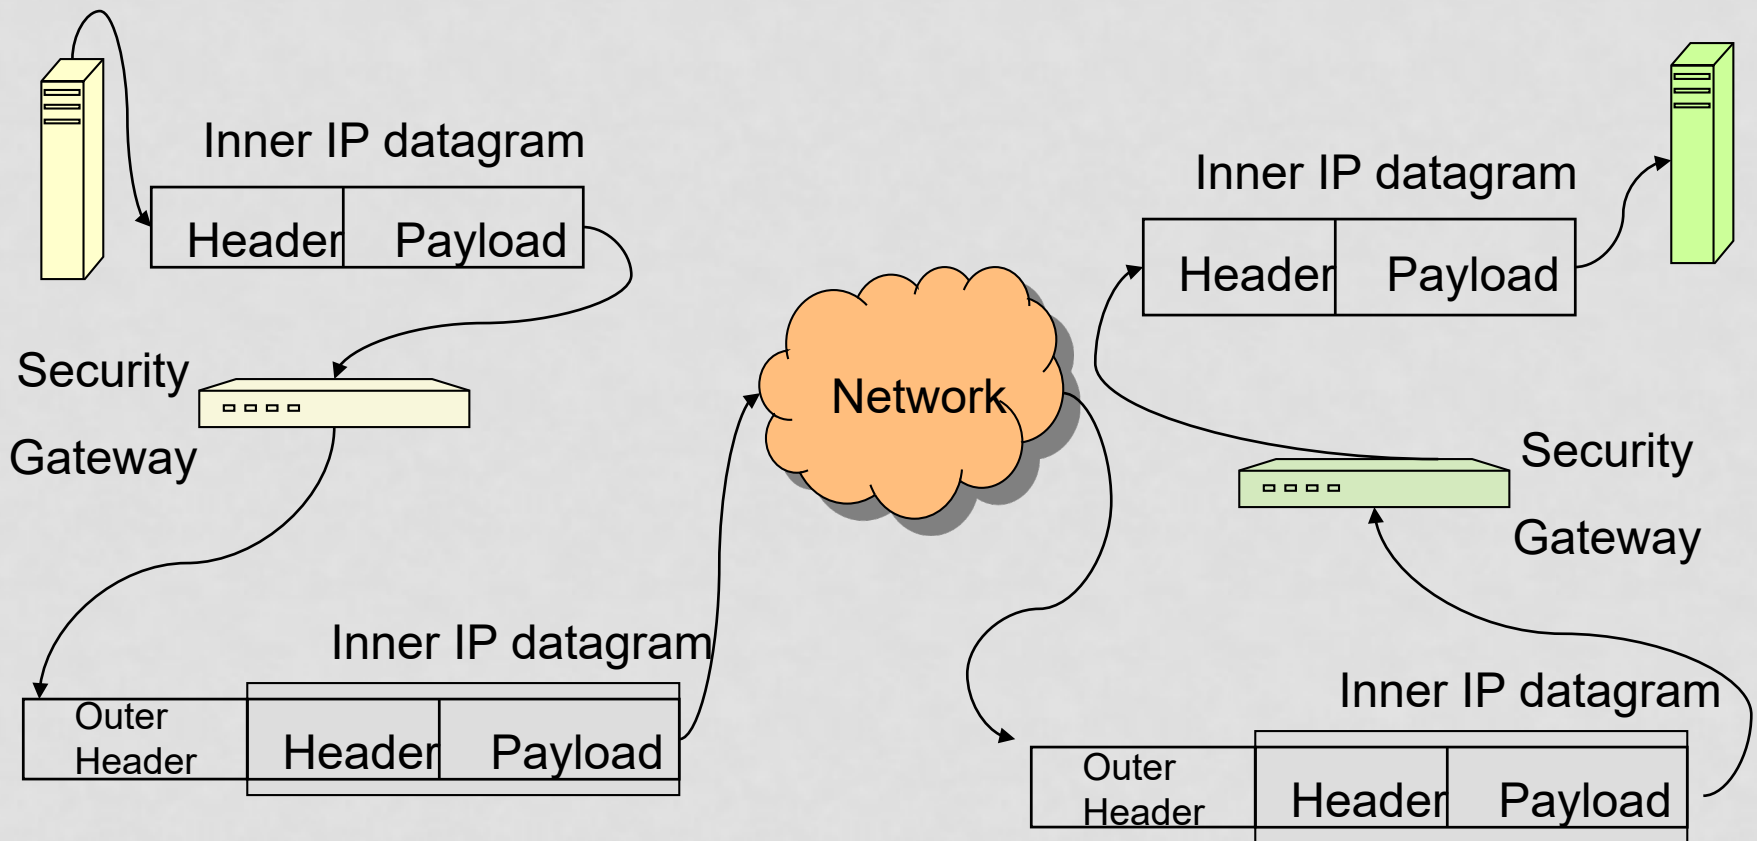 Inner IP datagram
Header Payload
Security
Gateway
Inner IP datagram
Outer
Header
Header Payload
Network
Inner IP datagram
Header Payload
Security
Gateway
Inner IP datagram
Outer
Header
Header Payload